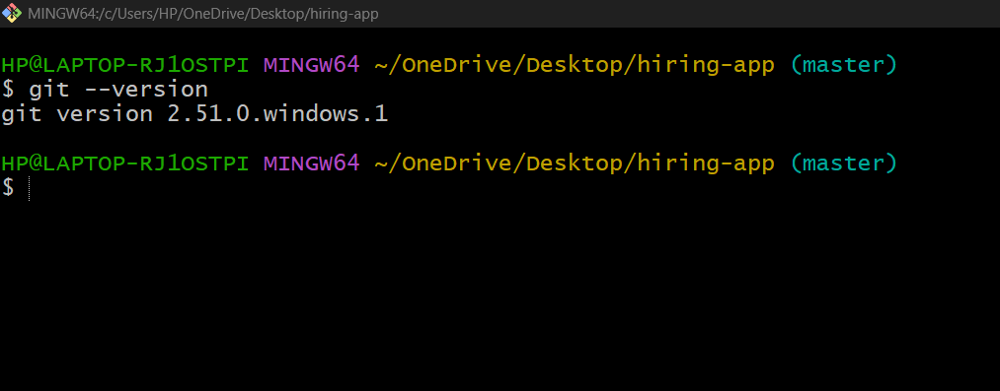 MINGW64:/c/Users/HP/OneDrive/Desktop/hiring-app
HP@LAPTOP-RJ1OSTPI MINGW64 ~/OneDrive/Desktop/hiring-app (master)
$ git --version
git version 2.51.0.windows.1
HP@LAPTOP-RJ1OSTPI MINGW64 ~/OneDrive/Desktop/hiring-app (master)
$